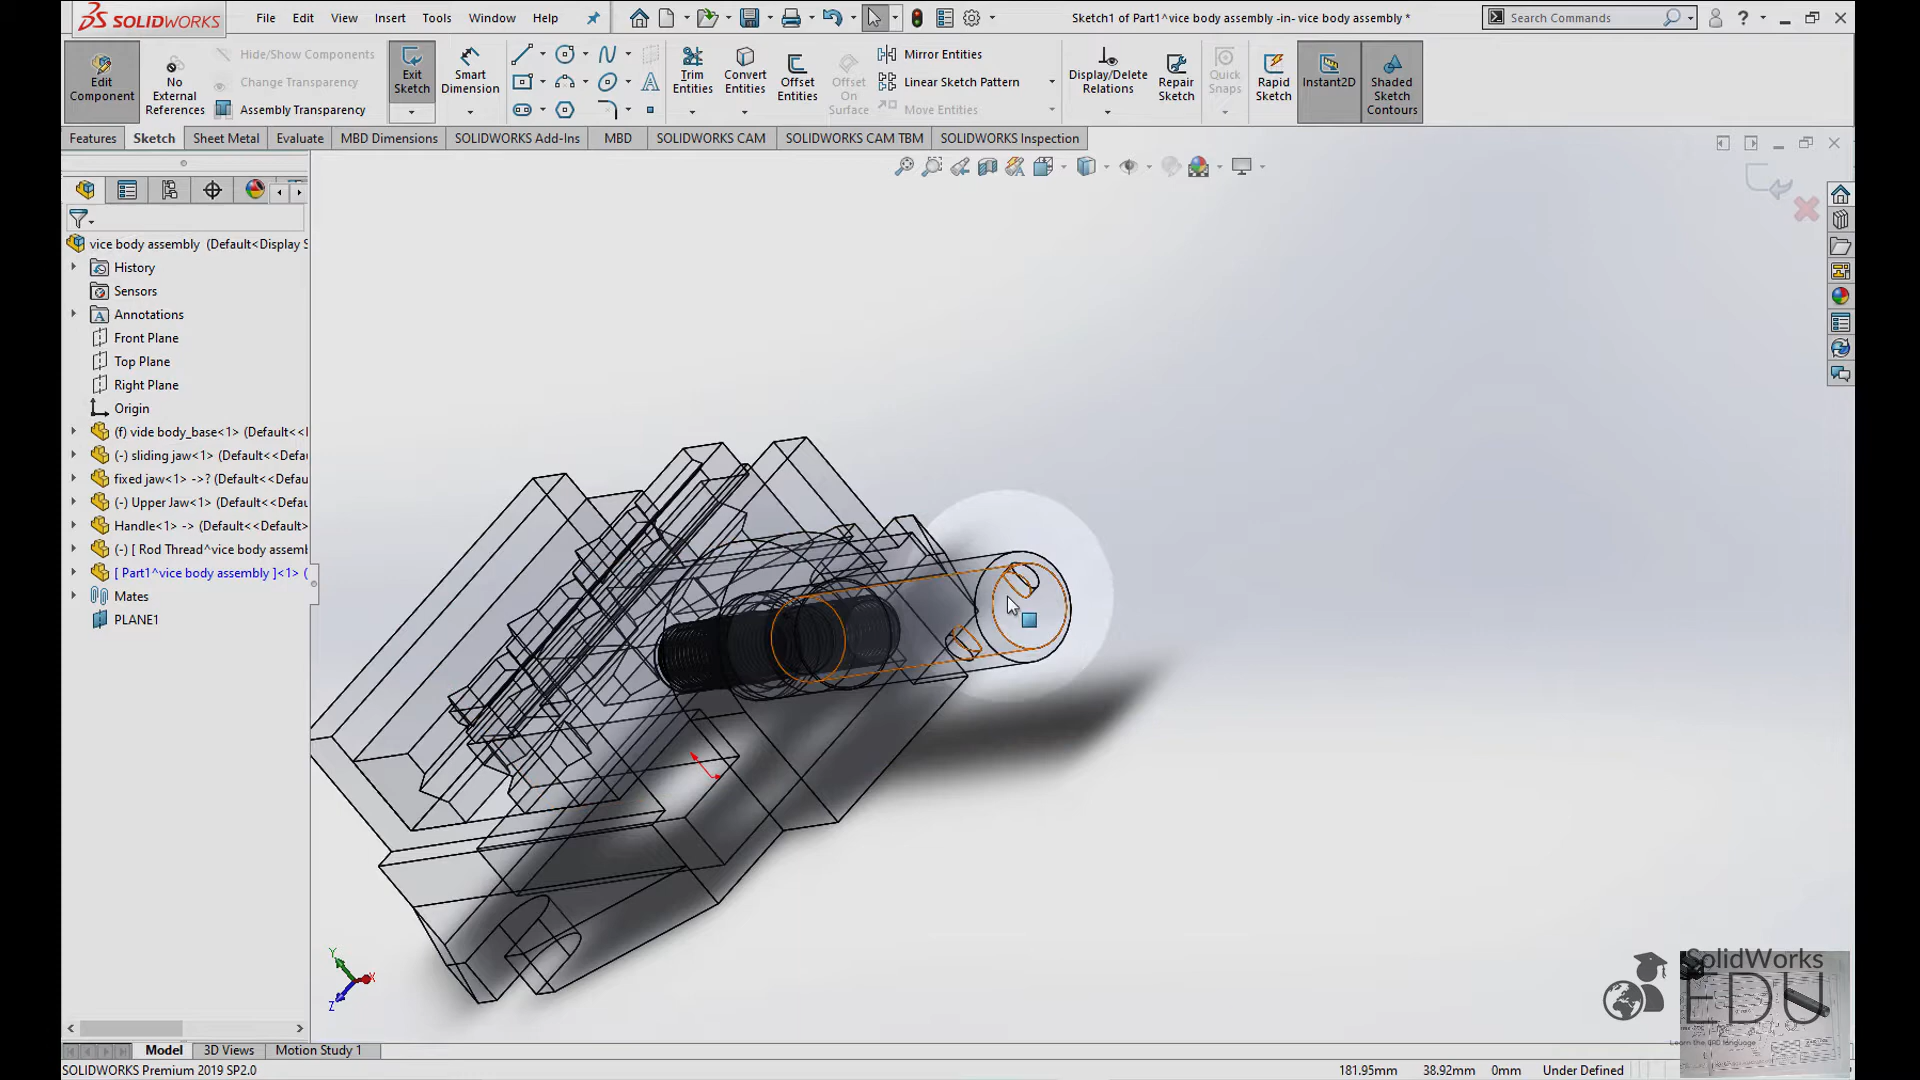 SOLIDWORKS
File Edit View Insert Tools Window Help
Sketch1 of Part1^vice body assembly -in- vice body assembly *
Search Commands
Edit Component
No External References
Hide/Show Components
Change Transparency
Assembly Transparency
Exit Sketch
Smart Dimension
Trim Entities
Convert Entities
Offset Entities
Offset On Surface
Mirror Entities
Linear Sketch Pattern
Move Entities
Display/Delete Relations
Repair Sketch
Quick Snaps
Rapid Sketch
Instant2D
Shaded Sketch Contours
Features Sketch Sheet Metal Evaluate MBD Dimensions SOLIDWORKS Add-Ins MBD SOLIDWORKS CAM SOLIDWORKS CAM TBM SOLIDWORKS Inspection
vice body assembly (Default<Display S
History
Sensors
Annotations
Front Plane
Top Plane
Right Plane
Origin
(f) vide body_base<1> (Default<<D
(-) sliding jaw<1> (Default<<Defau
fixed jaw<1> ->? (Default<<Default
(-) Upper Jaw<1> (Default<<Defau
Handle<1> -> (Default<<Default>
(-) [ Rod Thread^vice body assemb
[ Part1^vice body assembly ]<1> (
Mates
PLANE1
Y
X
Z
SolidWorks
EDU
Learn the CAD language
Model 3D Views Motion Study 1
SOLIDWORKS Premium 2019 SP2.0
181.95mm 38.92mm 0mm Under Defined